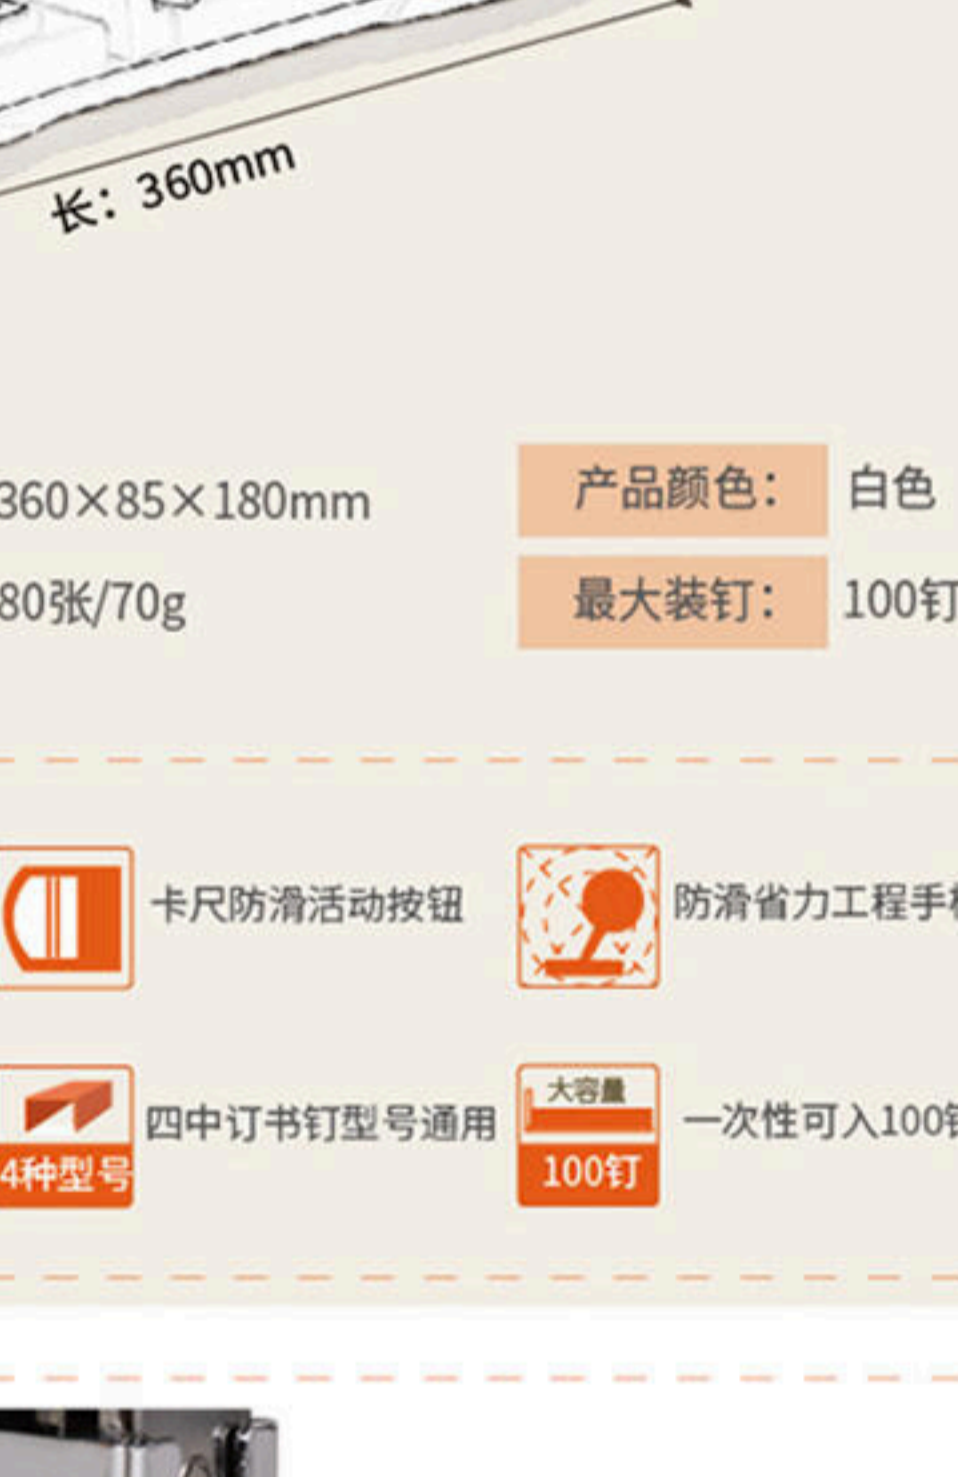 长：360mm
360×85×180mm
产品颜色： 白色
80张/70g
最大装钉： 100钉
卡尺防滑活动按钮
防滑省力工程手
四中订书钉型号通用
4种型号
大容量
100钉
一次性可入100钉